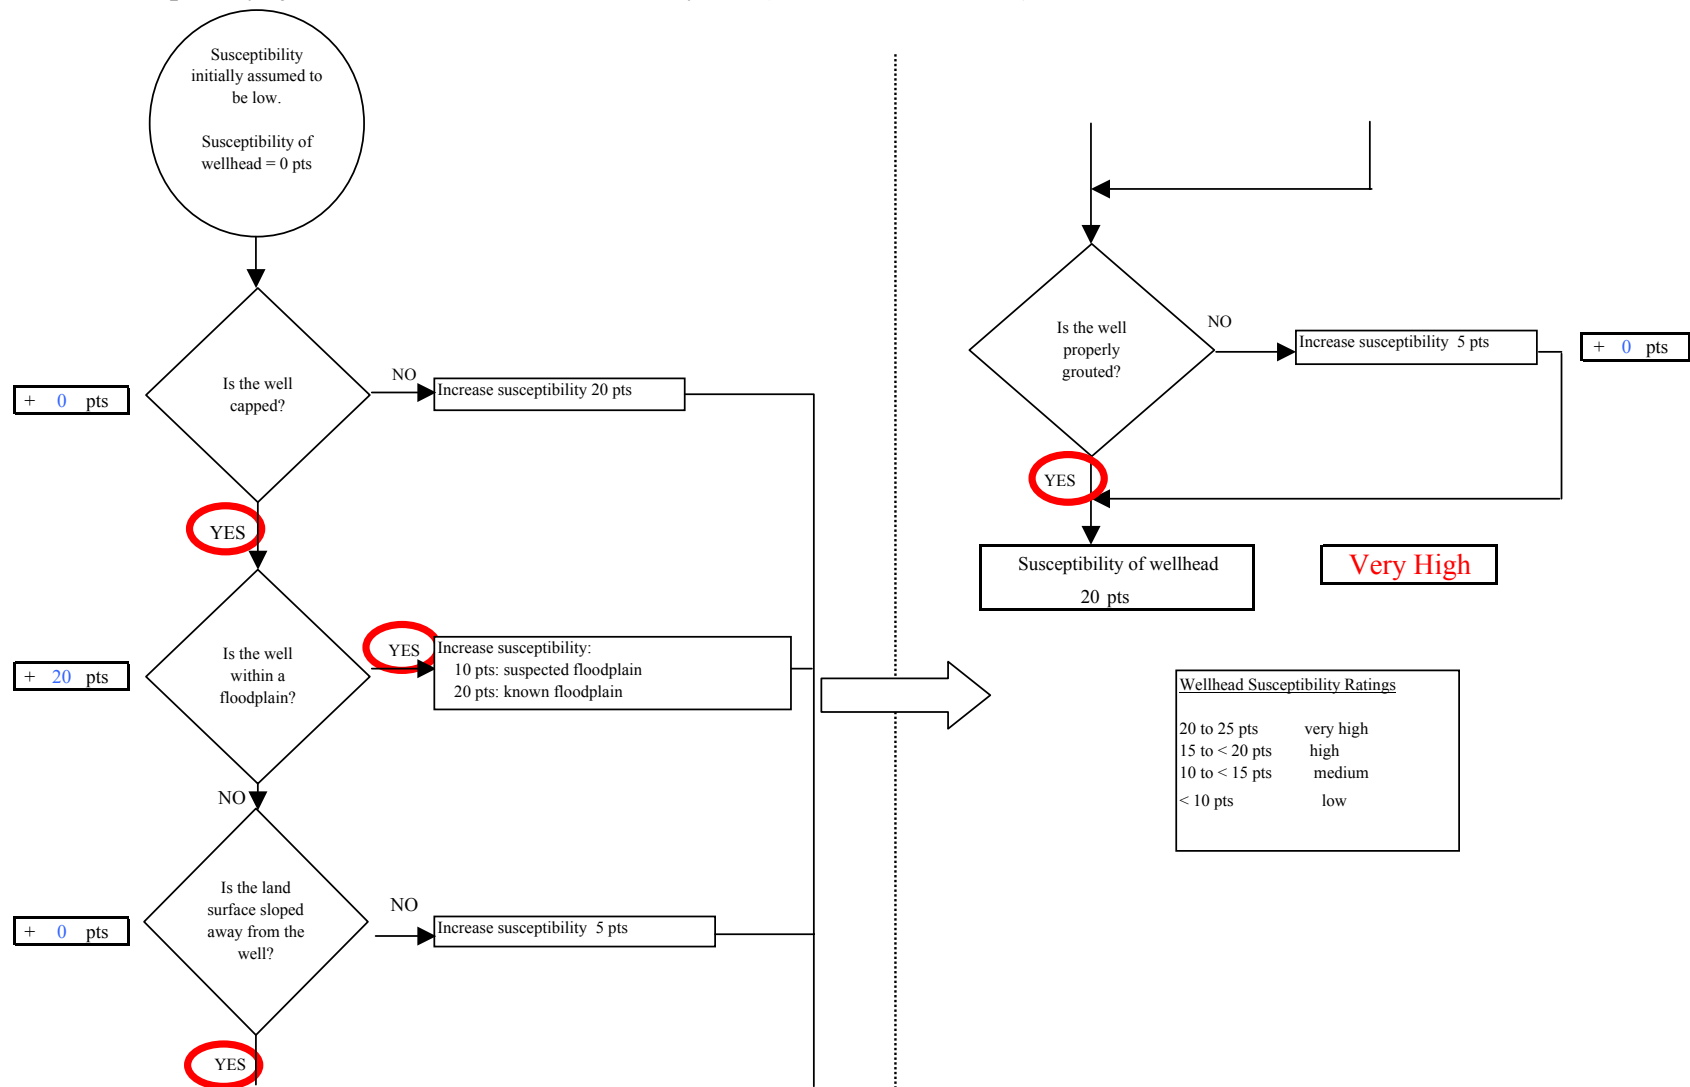 Susceptibility
initially assumed to
be low.
Susceptibility of
wellhead = 0 pts
Is the well
capped?
NO
Increase susceptibility 20 pts
+ 0 pts
YES
Is the well
within a
floodplain?
YES
Increase susceptibility:
10 pts: suspected floodplain
20 pts: known floodplain
+ 20 pts
NO
Is the land
surface sloped
away from the
well?
NO
Increase susceptibility 5 pts
+ 0 pts
YES
Is the well
properly
grouted?
NO
Increase susceptibility 5 pts
+ 0 pts
YES
Susceptibility of wellhead
20 pts
Very High
Wellhead Susceptibility Ratings
20 to 25 pts very high
15 to < 20 pts high
10 to < 15 pts medium
< 10 pts low